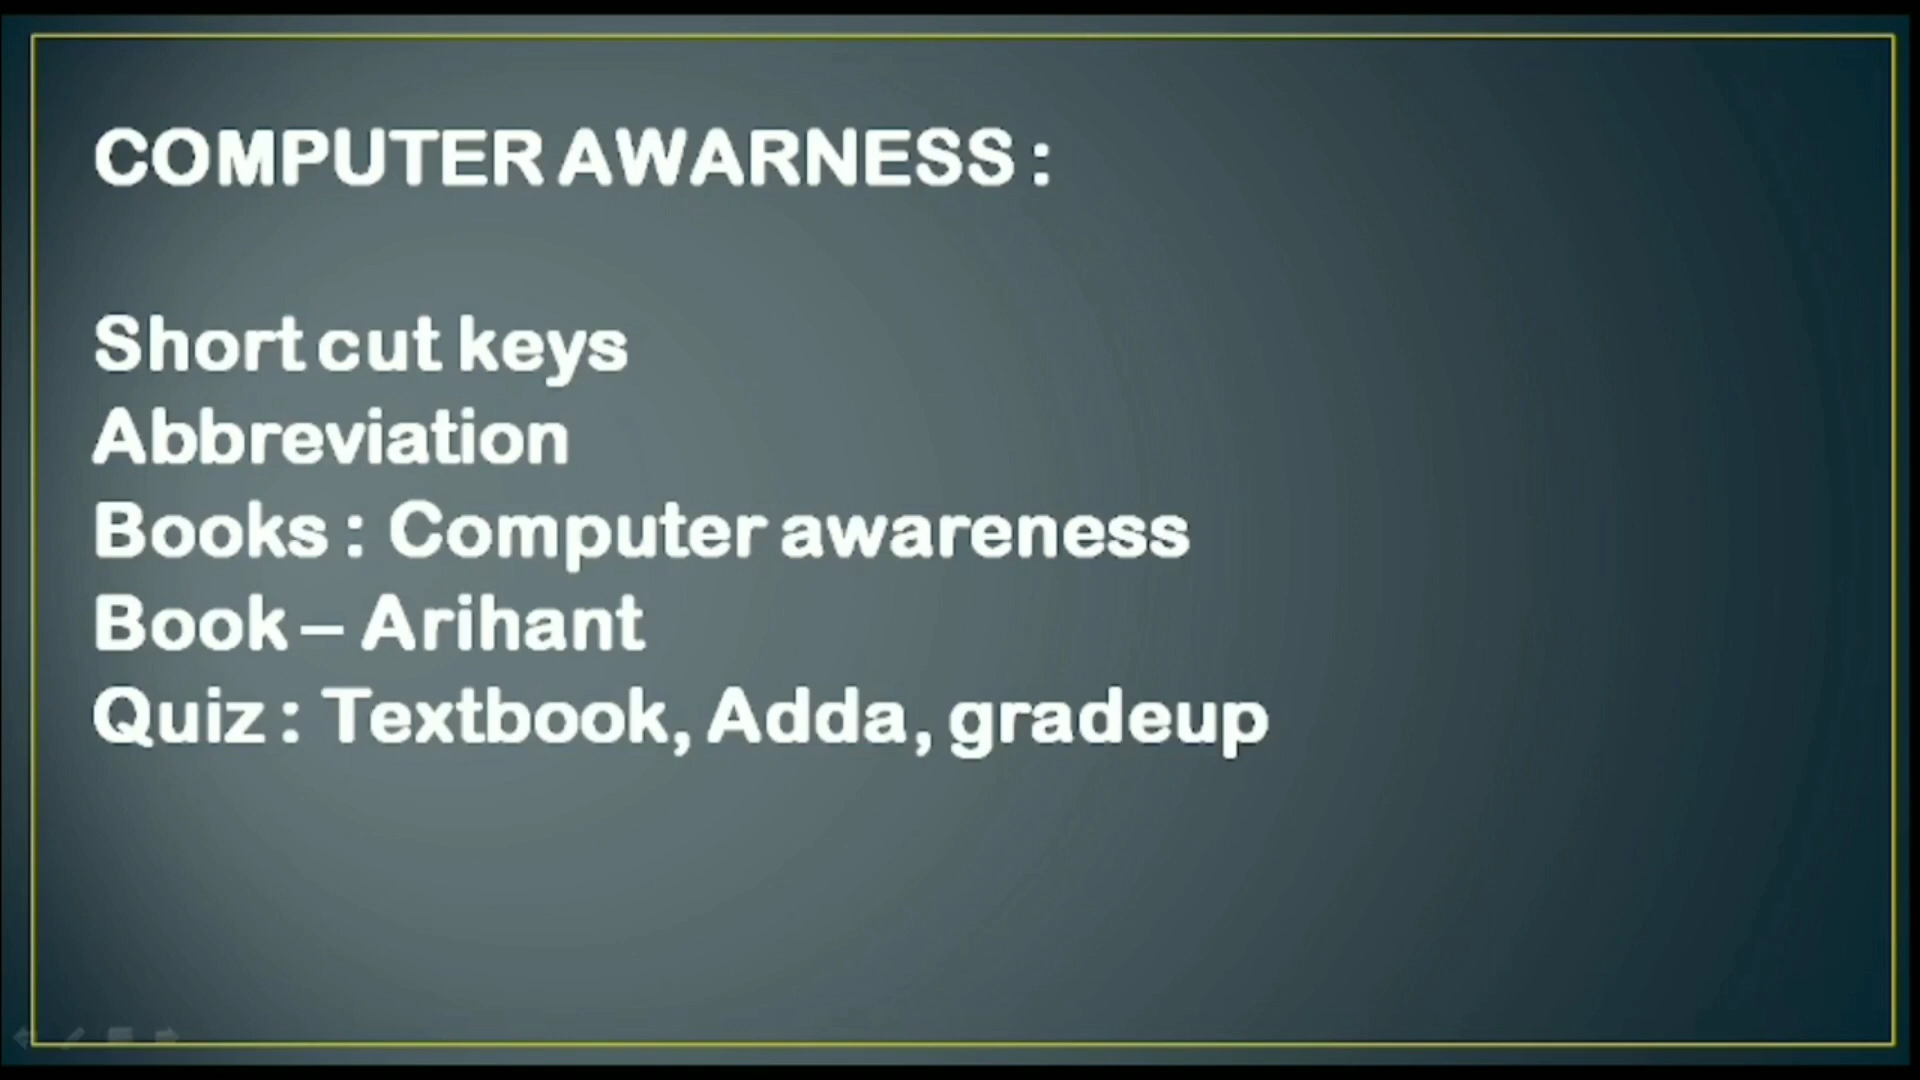 COMPUTER AWARNESS :
Short cut keys
Abbreviation
Books : Computer awareness
Book – Arihant
Quiz : Textbook, Adda, gradeup